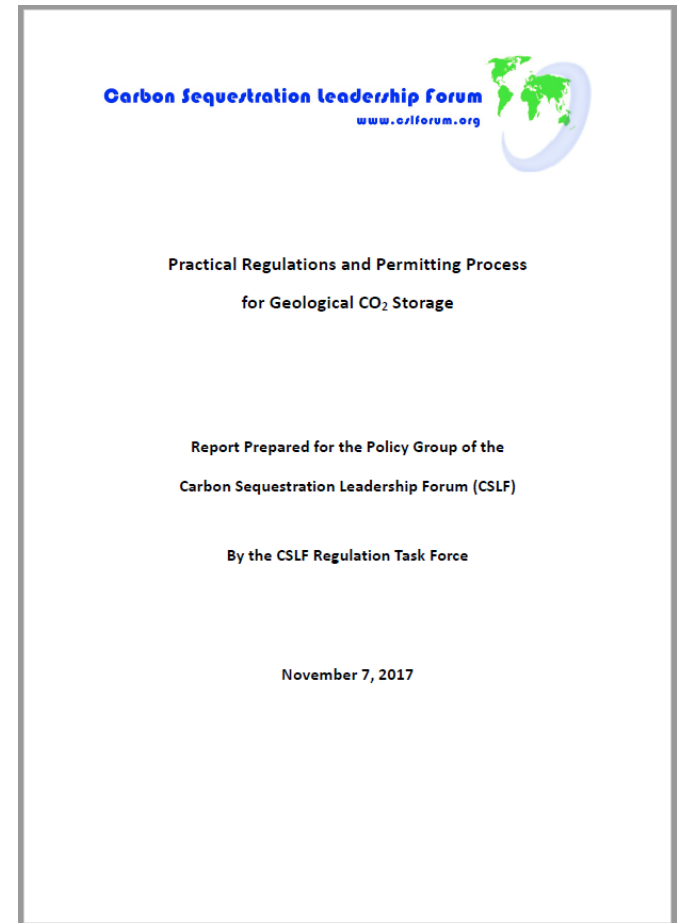 Carbon Sequestration Leadership Forum
www.cslforum.org
Practical Regulations and Permitting Process
for Geological CO₂ Storage
Report Prepared for the Policy Group of the
Carbon Sequestration Leadership Forum (CSLF)
By the CSLF Regulation Task Force
November 7, 2017